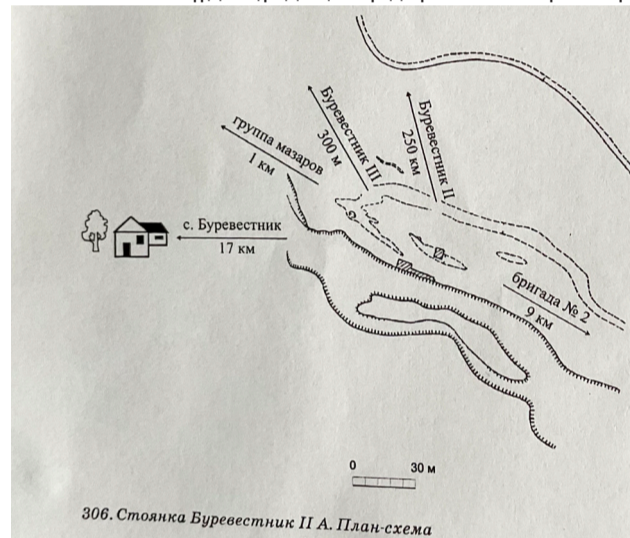 Буревестник III
300 м
Буревестник II
250 км
группа мазаров
1 км
с. Буревестник
17 км
бригада № 2
9 км
0 30 м
306. Стоянка Буревестник II А. План-схема